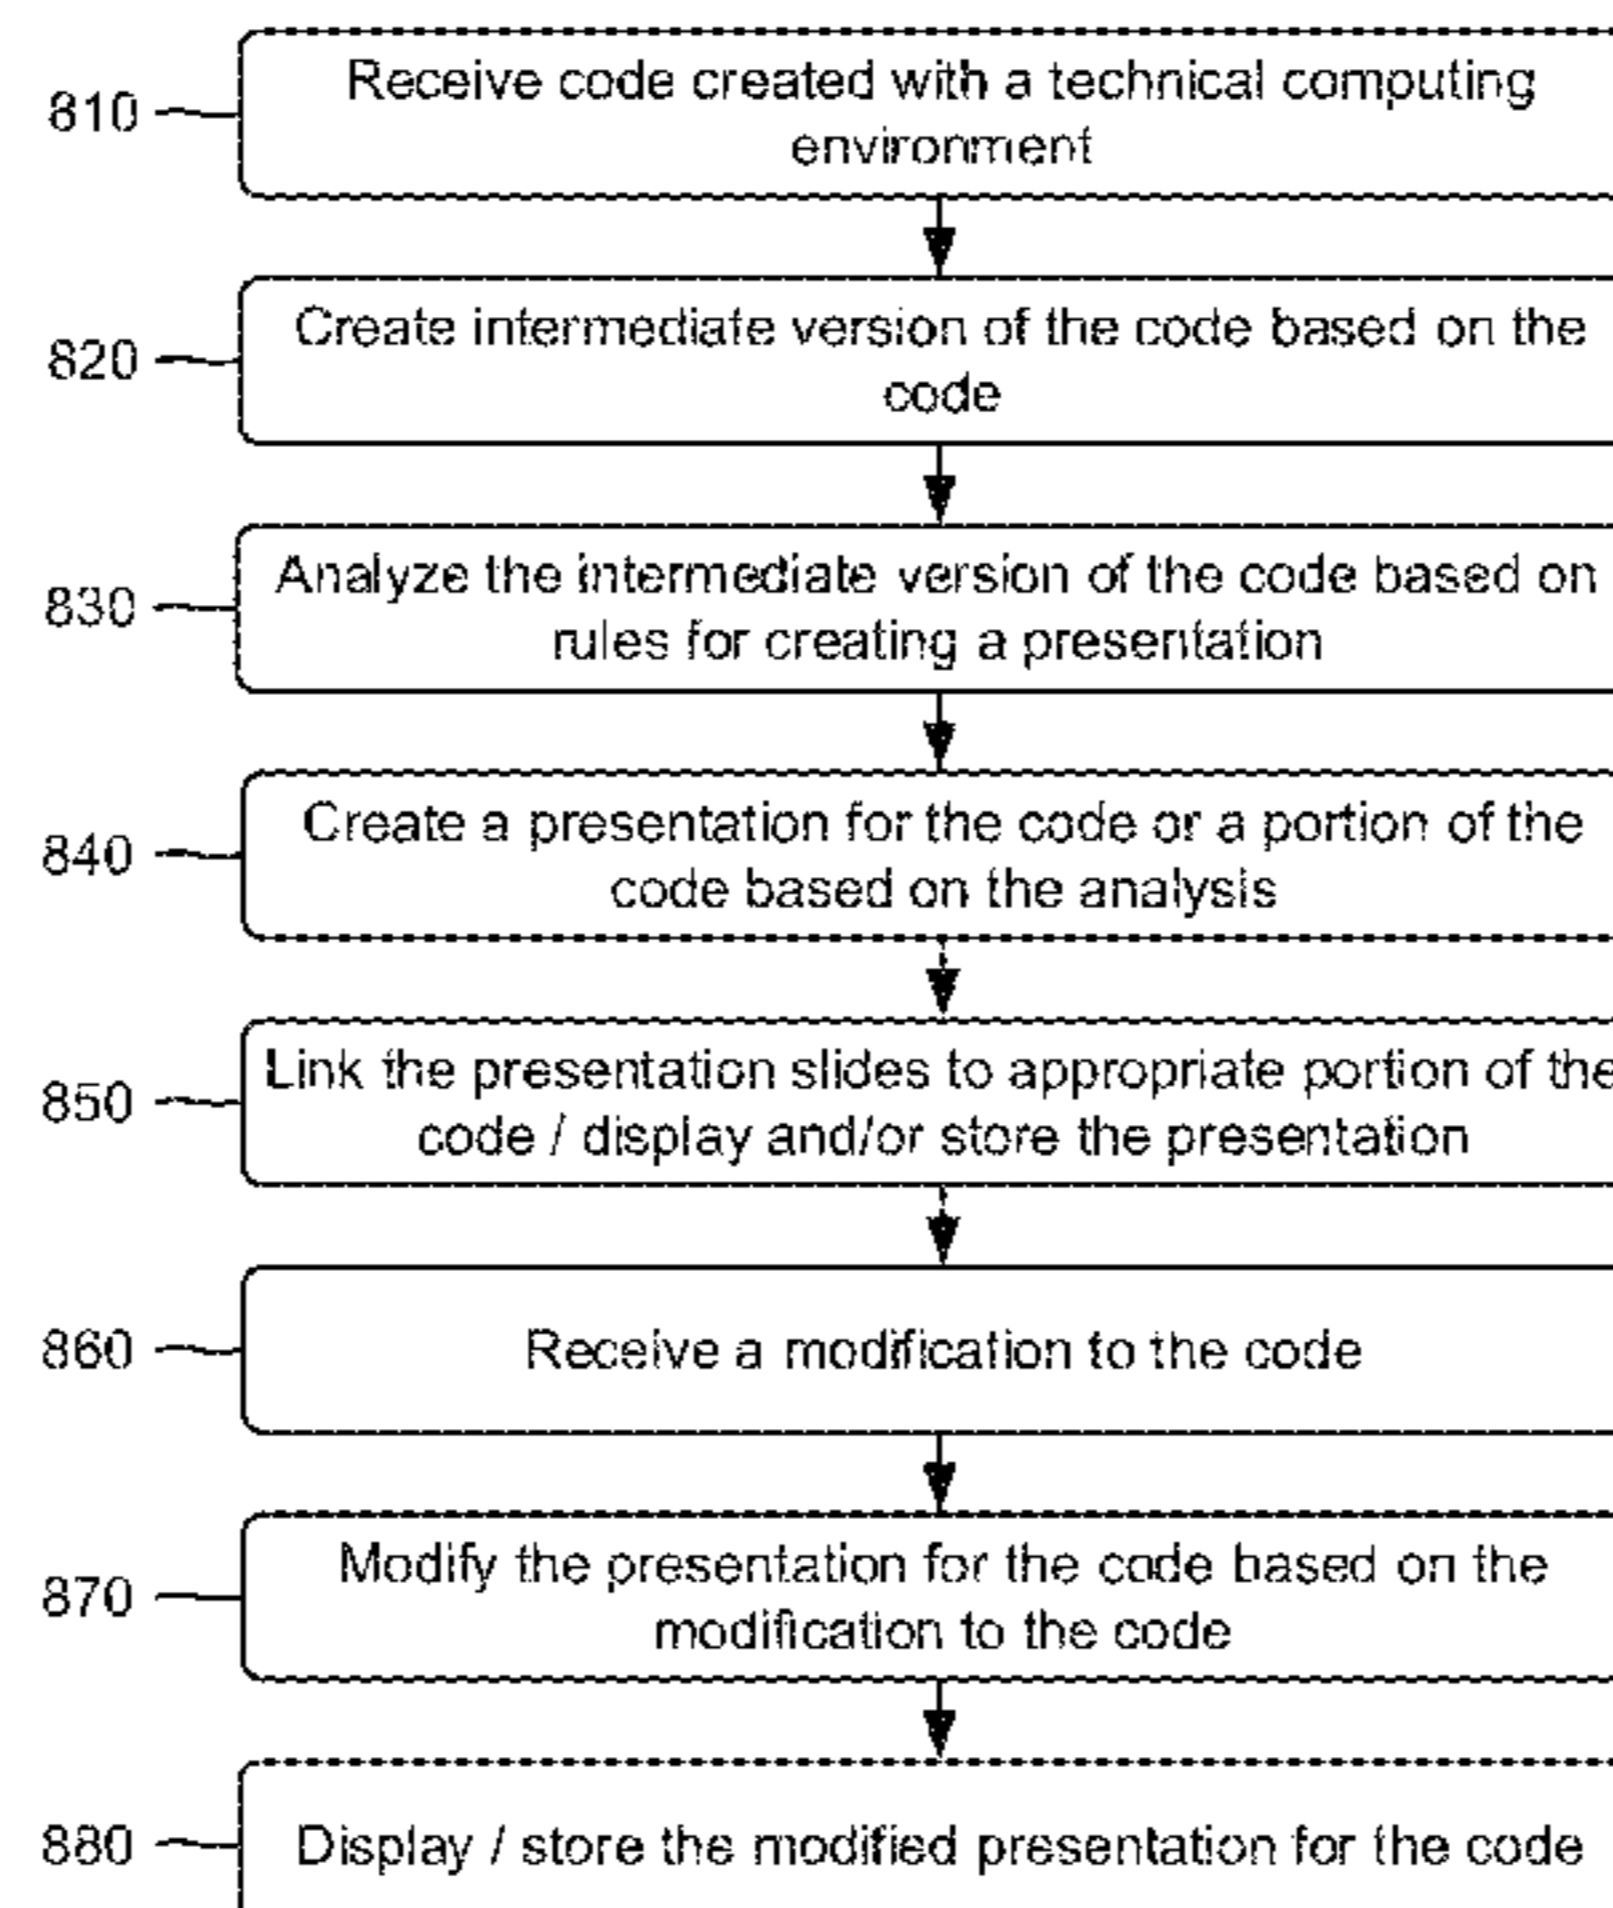 810
Receive code created with a technical computing
environment
820
Create intermediate version of the code based on the
code
830
Analyze the intermediate version of the code based on
rules for creating a presentation
840
Create a presentation for the code or a portion of the
code based on the analysis
850
Link the presentation slides to appropriate portion of the
code / display and/or store the presentation
860
Receive a modification to the code
870
Modify the presentation for the code based on the
modification to the code
880
Display / store the modified presentation for the code